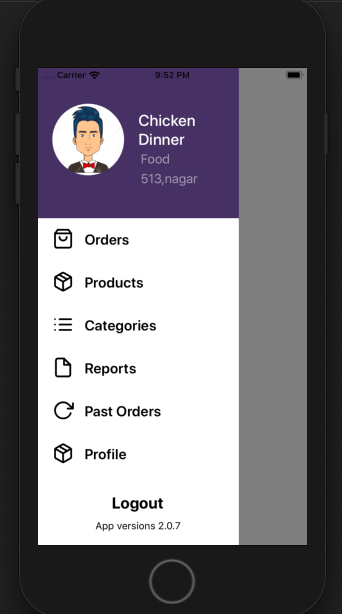 Carrier 9:52 PM
Chicken
Dinner
Food
513,nagar
Orders
Products
Categories
Reports
Past Orders
Profile
Logout
App versions 2.0.7